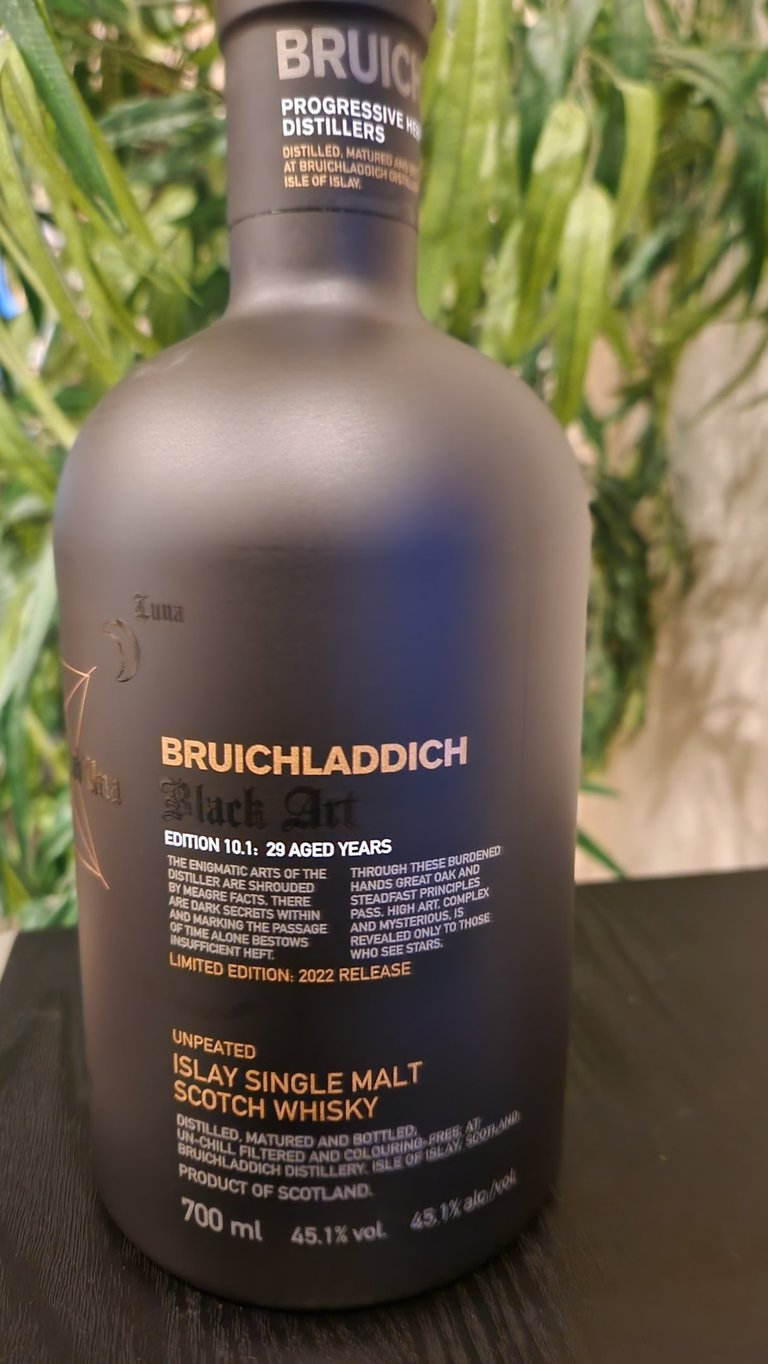 BRUICH
PROGRESSIVE HE
DISTILLERS
DISTILLED, MATURED AND
AT BRUICHLADDICH DISTIL
ISLE OF ISLAY.
Luna
BRUICHLADDICH
Black Art
EDITION 10.1: 29 AGED YEARS
THE ENIGMATIC ARTS OF THE
DISTILLER ARE SHROUDED
BY MEAGRE FACTS. THERE
ARE DARK SECRETS WITHIN
AND MARKING THE PASSAGE
OF TIME ALONE BESTOWS
INSUFFICIENT HEFT.
THROUGH THESE BURDENED
HANDS GREAT OAK AND
STEADFAST PRINCIPLES
PASS. HIGH ART, COMPLEX
AND MYSTERIOUS, IS
REVEALED ONLY TO THOSE
WHO SEE STARS.
LIMITED EDITION: 2022 RELEASE
UNPEATED
ISLAY SINGLE MALT
SCOTCH WHISKY
DISTILLED, MATURED AND BOTTLED,
UN-CHILL FILTERED AND COLOURING-FREE, AT
BRUICHLADDICH DISTILLERY. ISLE OF ISLAY, SCOTLAND.
PRODUCT OF SCOTLAND.
700 ml 45.1% vol. 45.1% alc./vol.